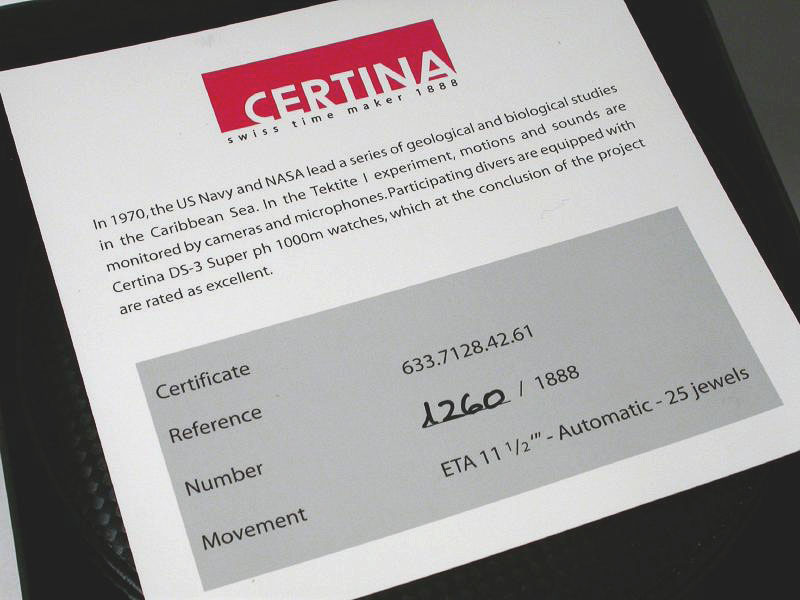 CERTINA
swiss time maker 1888
In 1970, the US Navy and NASA lead a series of geological and biological studies
in the Caribbean Sea. In the Tektite I experiment, motions and sounds are
monitored by cameras and microphones.Participating divers are equipped with
Certina DS-3 Super ph 1000m watches, which at the conclusion of the project
are rated as excellent.
Certificate
Reference 633.7128.42.61
Number 1260 / 1888
Movement ETA 11 1/2''' - Automatic - 25 jewels